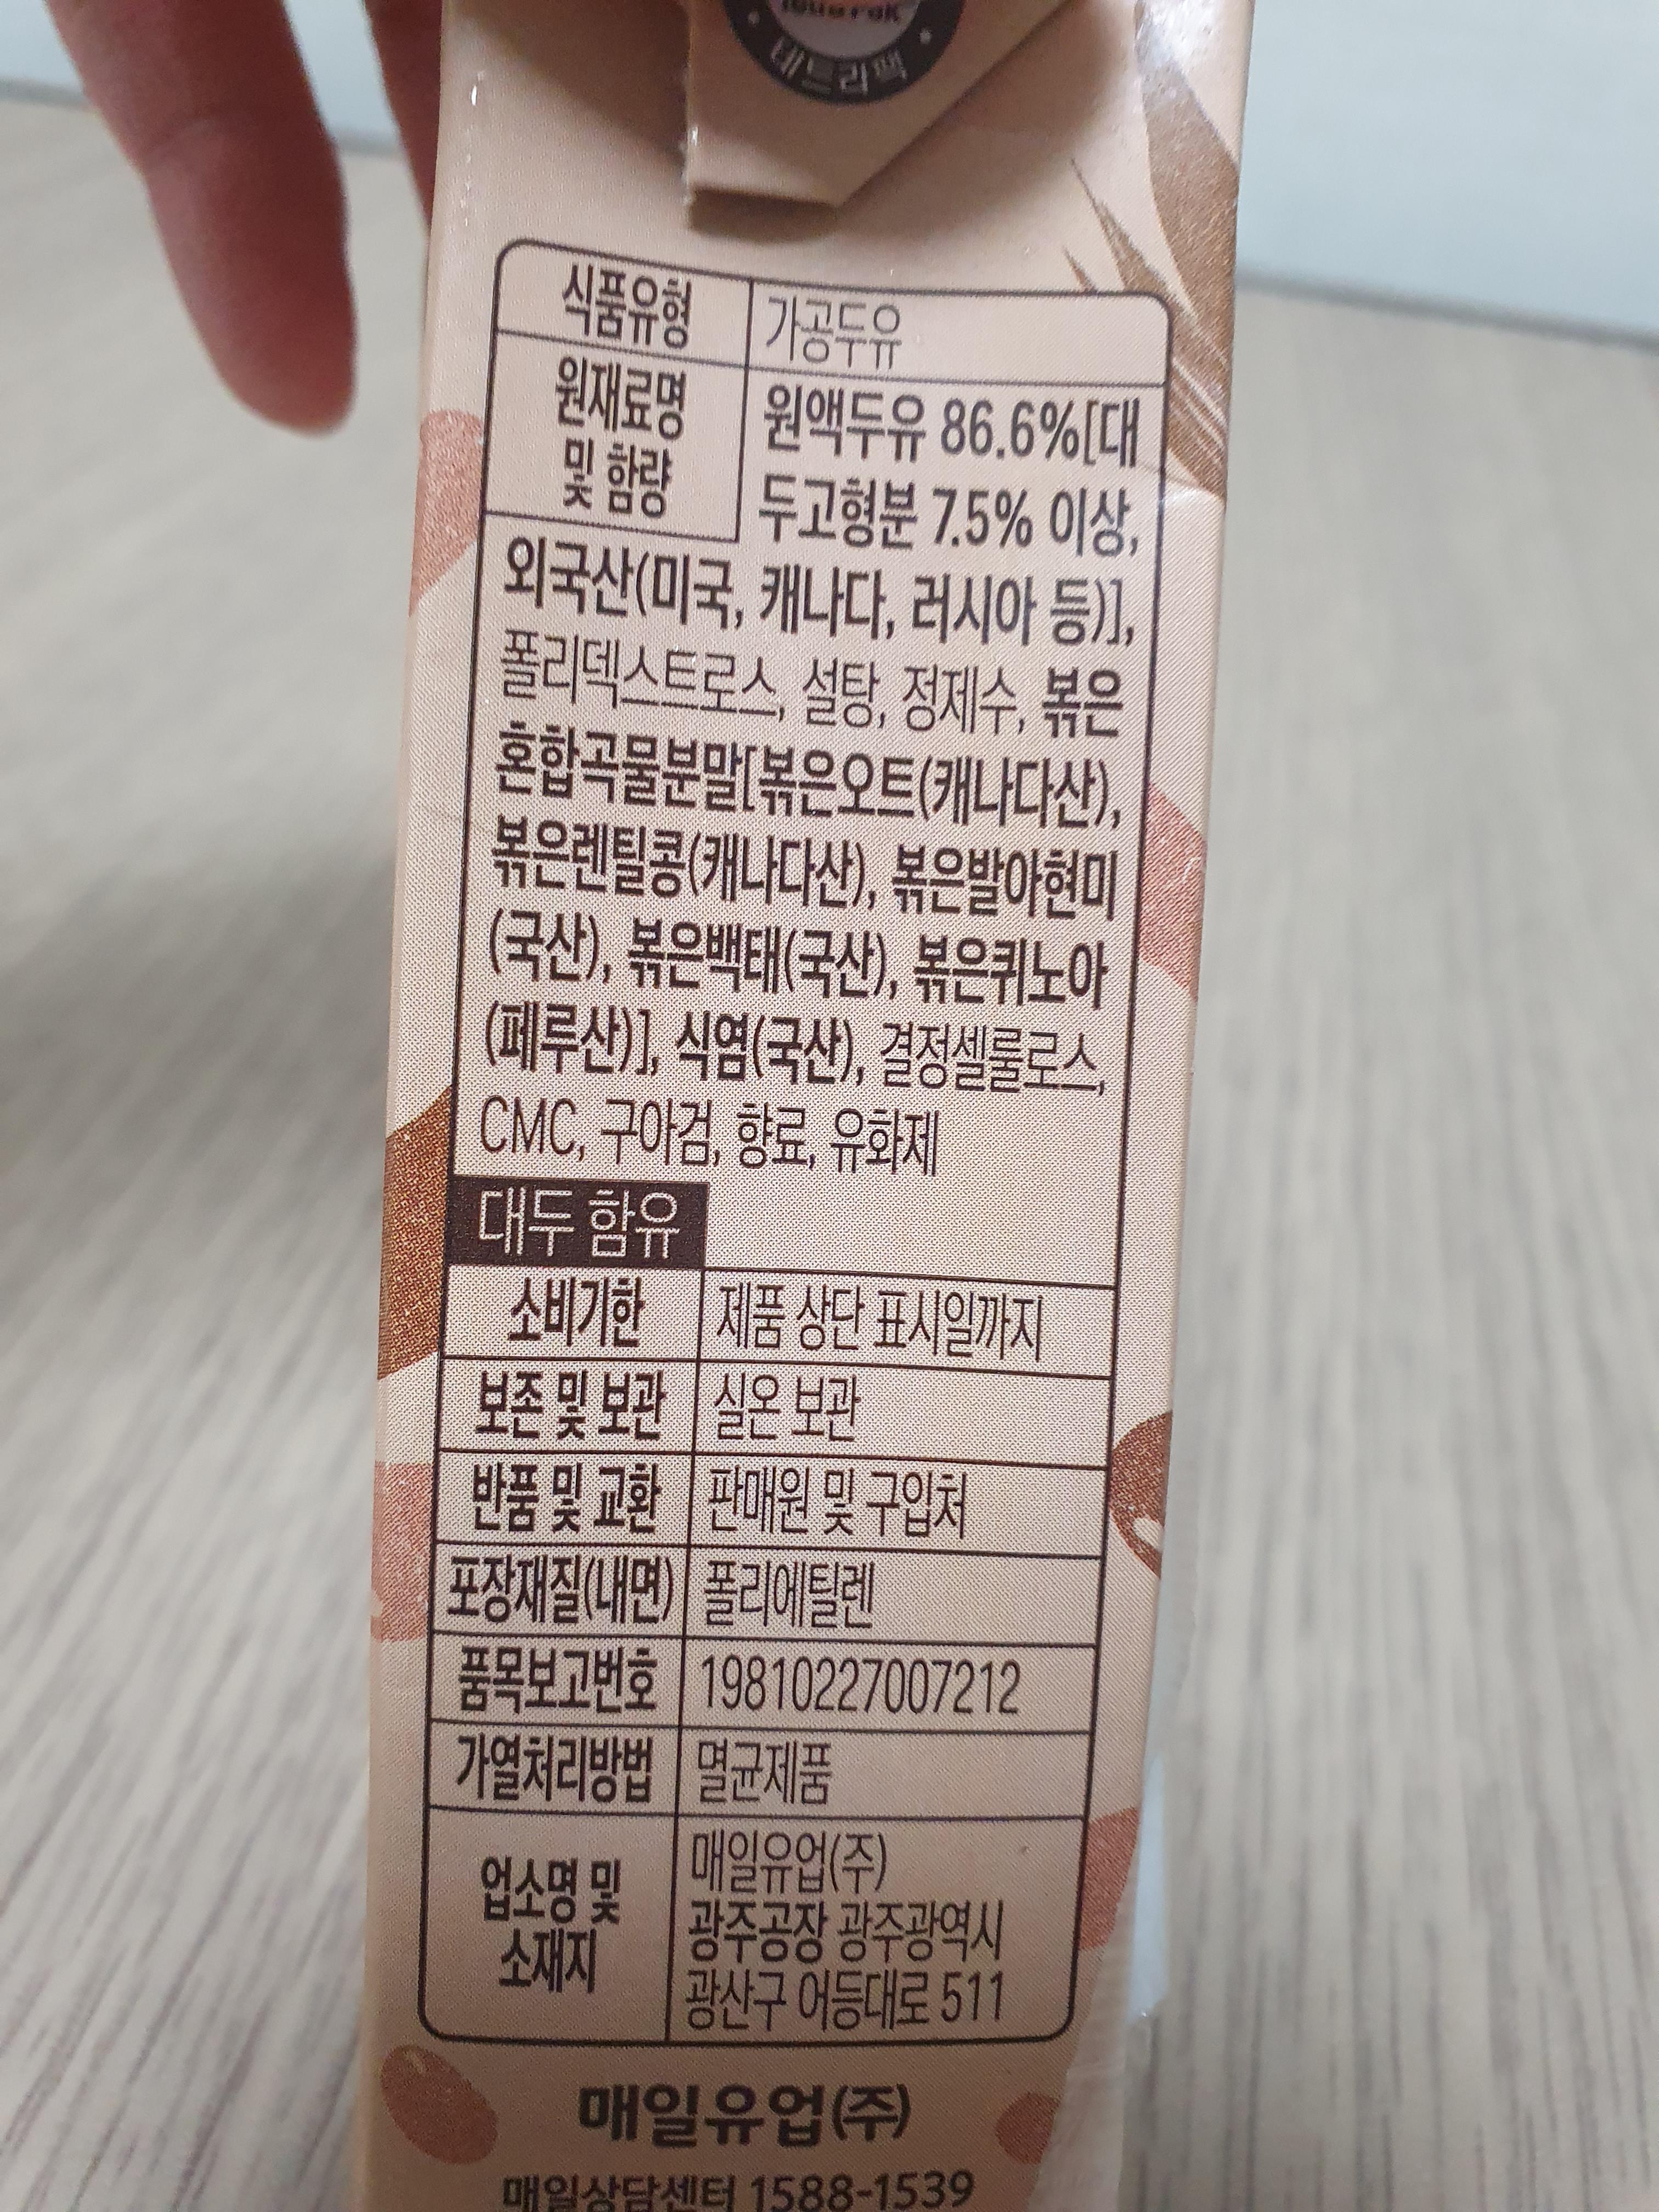 테트라팩
식품유형 가공두유
원재료명
및 함량
원액두유 86.6%[대
두고형분 7.5% 이상,
외국산(미국, 캐나다, 러시아 등)],
폴리덱스트로스, 설탕, 정제수, 볶은
혼합곡물분말[볶은오트(캐나다산),
볶은렌틸콩(캐나다산), 볶은발아현미
(국산), 볶은백태(국산), 볶은퀴노아
(페루산)], 식염(국산), 결정셀룰로스,
CMC, 구아검, 향료, 유화제
대두 함유
소비기한 제품 상단 표시일까지
보존 및 보관 실온 보관
반품 및 교환 판매원 및 구입처
포장재질(내면) 폴리에틸렌
품목보고번호 19810227007212
가열처리방법 멸균제품
업소명 및
소재지
매일유업(주)
광주공장 광주광역시
광산구 어등대로 511
매일유업(주)
매일상담센터 1588-1539